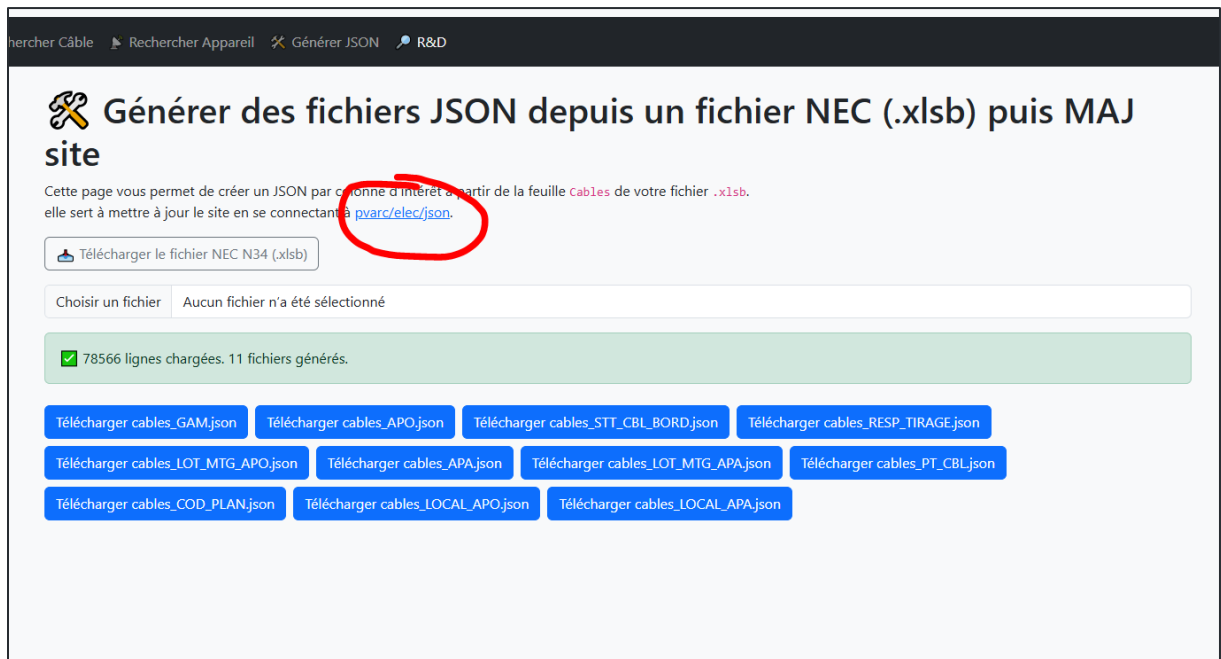 hercher Câble Rechercher Appareil Générer JSON R&D
Générer des fichiers JSON depuis un fichier NEC (.xlsb) puis MAJ
site
Cette page vous permet de créer un JSON par colonne d'intérêt à partir de la feuille Cables de votre fichier .xlsb.
elle sert à mettre à jour le site en se connectant à pvarc/elec/json.
Télécharger le fichier NEC N34 (.xlsb)
Choisir un fichier Aucun fichier n'a été sélectionné
78566 lignes chargées. 11 fichiers générés.
Télécharger cables_GAM.json Télécharger cables_APO.json Télécharger cables_STT_CBL_BORD.json Télécharger cables_RESP_TIRAGE.json
Télécharger cables_LOT_MTG_APO.json Télécharger cables_APA.json Télécharger cables_LOT_MTG_APA.json Télécharger cables_PT_CBL.json
Télécharger cables_COD_PLAN.json Télécharger cables_LOCAL_APO.json Télécharger cables_LOCAL_APA.json